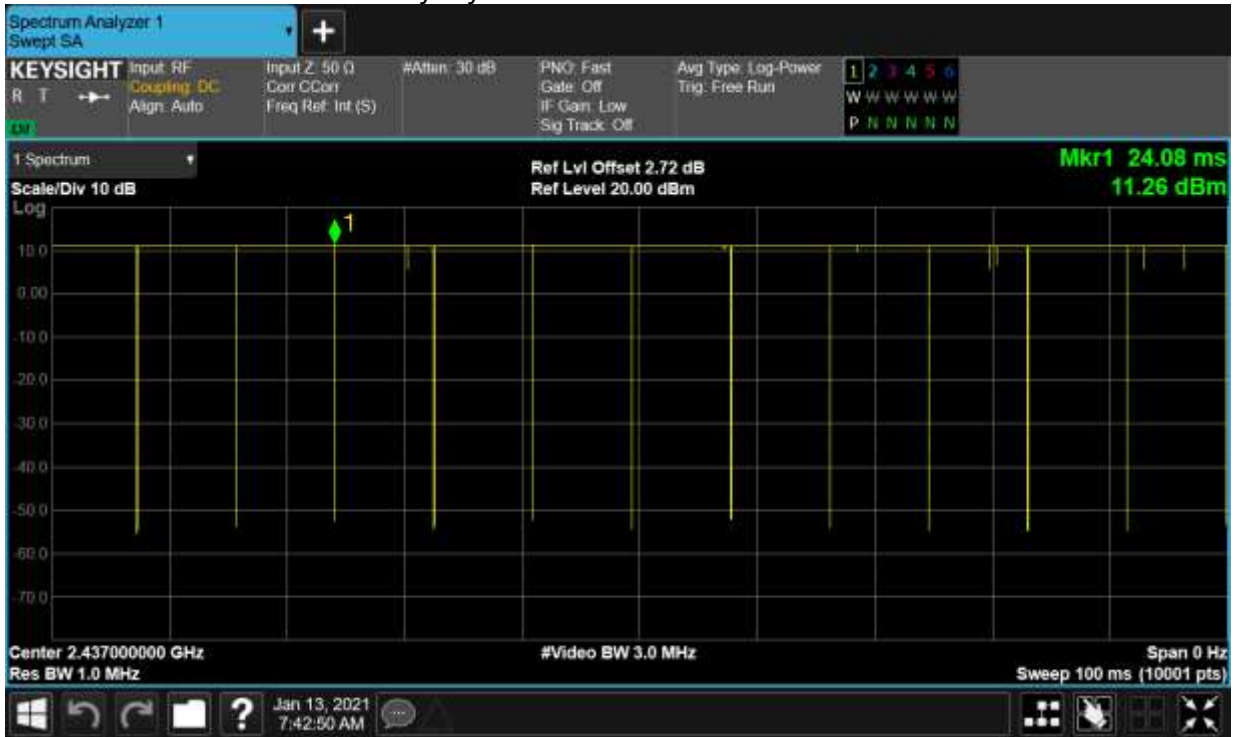 Spectrum Analyzer 1
Swept SA
+
KEYSIGHT
R T
Input: RF
Coupling: DC
Align: Auto
Input Z: 50 Ω
Corr CCorr
Freq Ref: Int (S)
#Atten: 30 dB
PNO: Fast
Gate: Off
IF Gain: Low
Sig Track: Off
Avg Type: Log-Power
Trig: Free Run
1 2 3 4 5 6
W W W W W W
P N N N N N
1 Spectrum
Scale/Div 10 dB
Log
Ref Lvl Offset 2.72 dB
Ref Level 20.00 dBm
Mkr1 24.08 ms
11.26 dBm
1
10.0
0.00
-10.0
-20.0
-30.0
-40.0
-50.0
-60.0
-70.0
Center 2.437000000 GHz
Res BW 1.0 MHz
#Video BW 3.0 MHz
Span 0 Hz
Sweep 100 ms (10001 pts)
?
Jan 13, 2021
7:42:50 AM